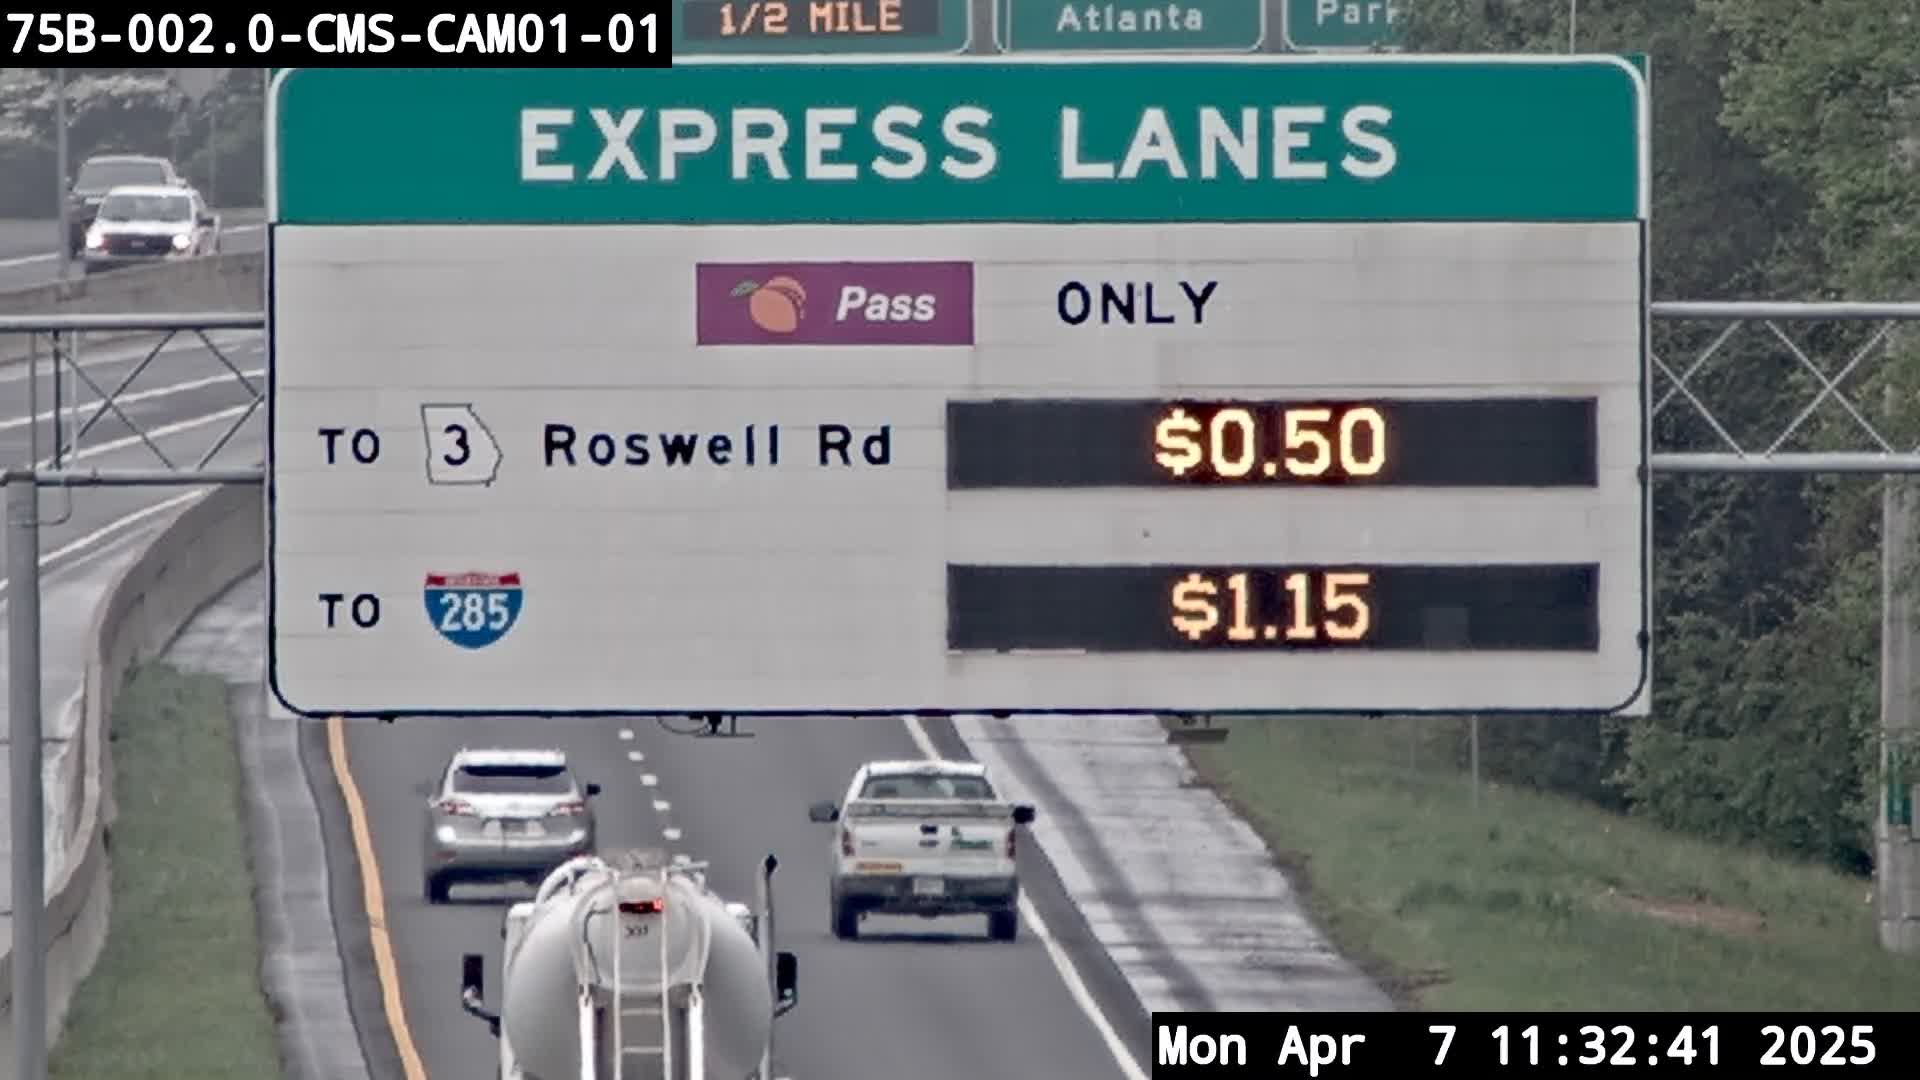 75B-002.0-CMS-CAM01-01
1/2 MILE
Atlanta
EXPRESS LANES
Pass ONLY
TO 3 Roswell Rd $0.50
TO 285 $1.15
Mon Apr 7 11:32:41 2025